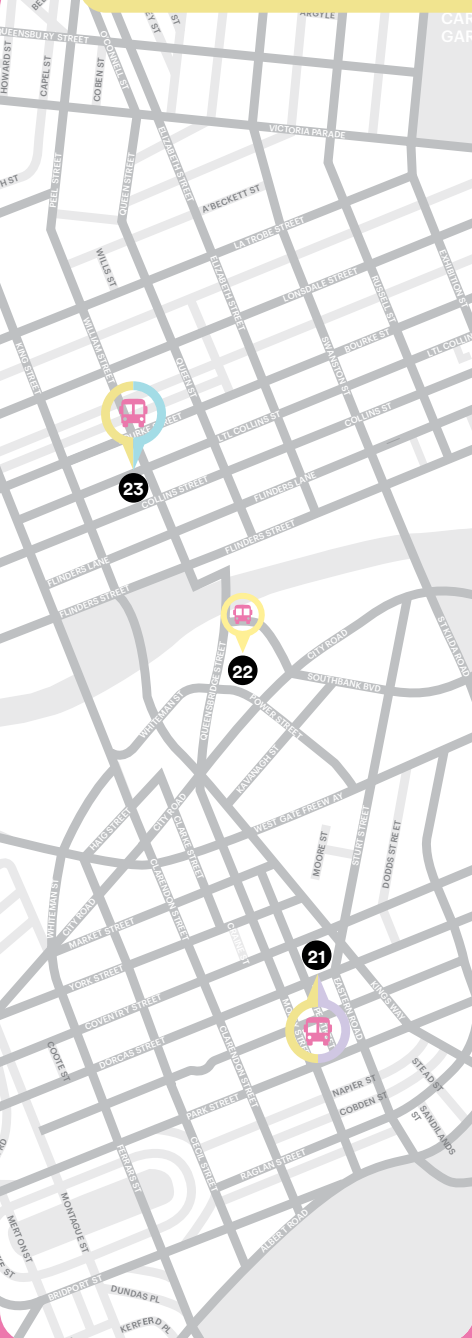 ARGYLE
CAR
GAR
QUEENSBURY STREET
O'CONNELL ST
ST
HOWARD ST
CAPEL ST
COBEN ST
VICTORIA PARADE
ELIZABETH STREET
PEEL STREET
QUEEN STREET
H ST
A'BECKETT ST
LA TROBE STREET
WILLS ST
ELIZABETH STREET
LONSDALE STREET
RUSSELL ST
EXHIBITION ST
KING STREET
WILLIAM STREET
QUEEN ST
SWANSTON ST
BOURKE ST
LTL COLLINS
COLLINS ST
LTL COLLINS ST
URKE STREET
23
COLLINS STREET
FLINDERS LANE
FLINDERS STREET
FLINDERS LANE
FLINDERS STREET
22
CITY ROAD
ST KILDA ROAD
SOUTHBANK BVD
QUEENSBRIDGE STREET
WHITEMAN ST
POWER STREET
KAVANAGH ST
WEST GATE FREEWAY
HAIG STREET
CITY ROAD
CLARKE STREET
MOORE ST
STURT STREET
DODDS STREET
CLARENDON STREET
WHITEMAN ST
CITY ROAD
MARKET STREET
YORK STREET
COVENTRY STREET
DORCAS STREET
21
EASTERN ROAD
KINGS WAY
COOTE ST
CLARENDON STREET
PARK STREET
NAPIER ST
COBDEN ST
STEAD ST
SANDILANDS
ST
CECIL STREET
RAGLAN STREET
FERRARS ST
MONTAGUE ST
MERTON ST
ALBERT ROAD
BRIDPORT ST
DUNDAS PL
KERFERD PL